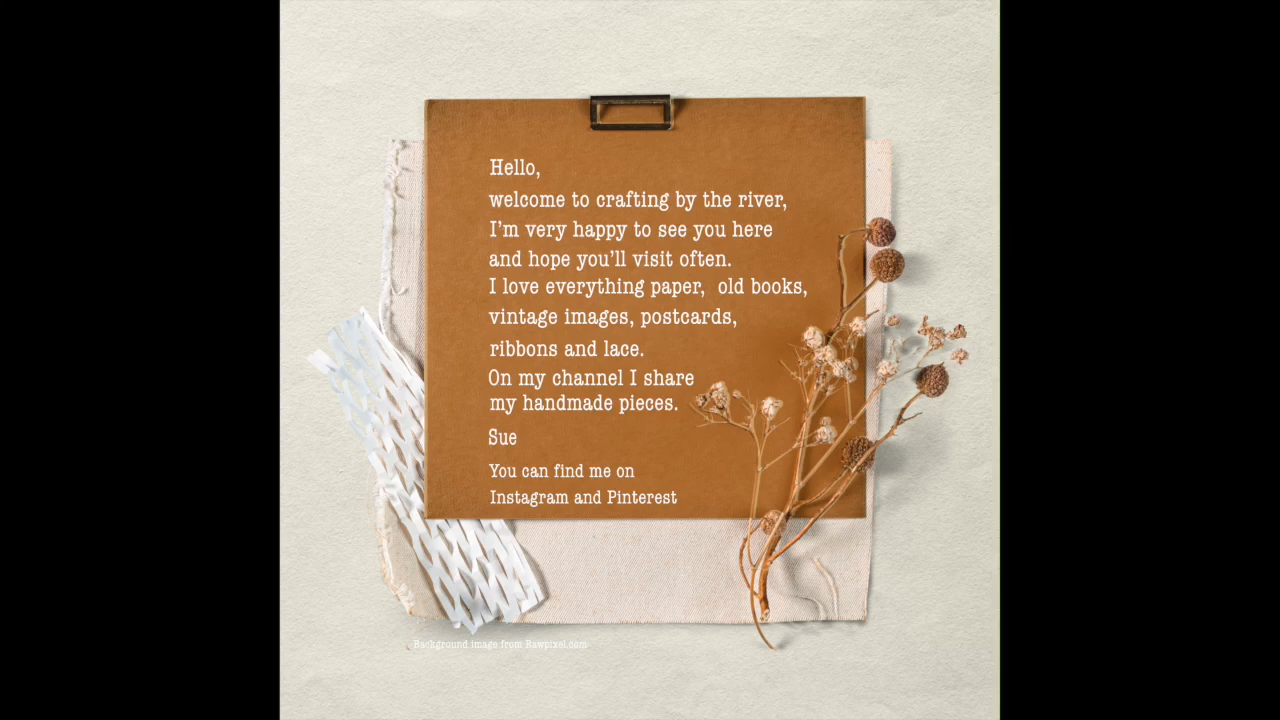 Hello,
welcome to crafting by the river,
I'm very happy to see you here
and hope you'll visit often.
I love everything paper,  old books,
vintage images, postcards,
ribbons and lace.
On my channel I share
my handmade pieces.
Sue
You can find me on
Instagram and Pinterest
Background image from Rawpixel.com